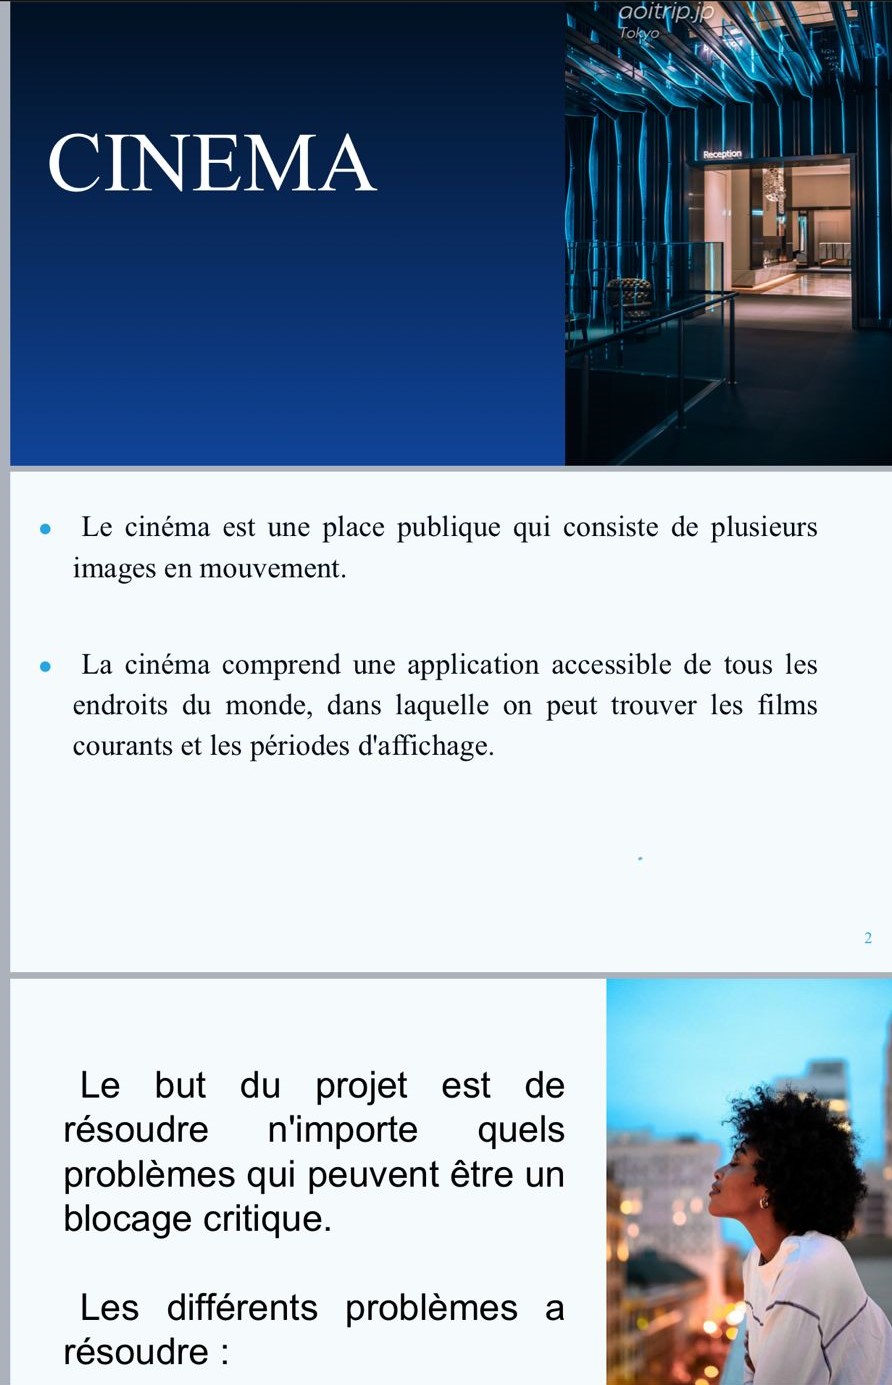 aoitrip.jp
Tokyo
CINEMA
Reception
Le cinéma est une place publique qui consiste de plusieurs
images en mouvement.
La cinéma comprend une application accessible de tous les
endroits du monde, dans laquelle on peut trouver les films
courants et les périodes d'affichage.
2
Le but du projet est de
résoudre n'importe quels
problèmes qui peuvent être un
blocage critique.
Les différents problèmes a
résoudre :